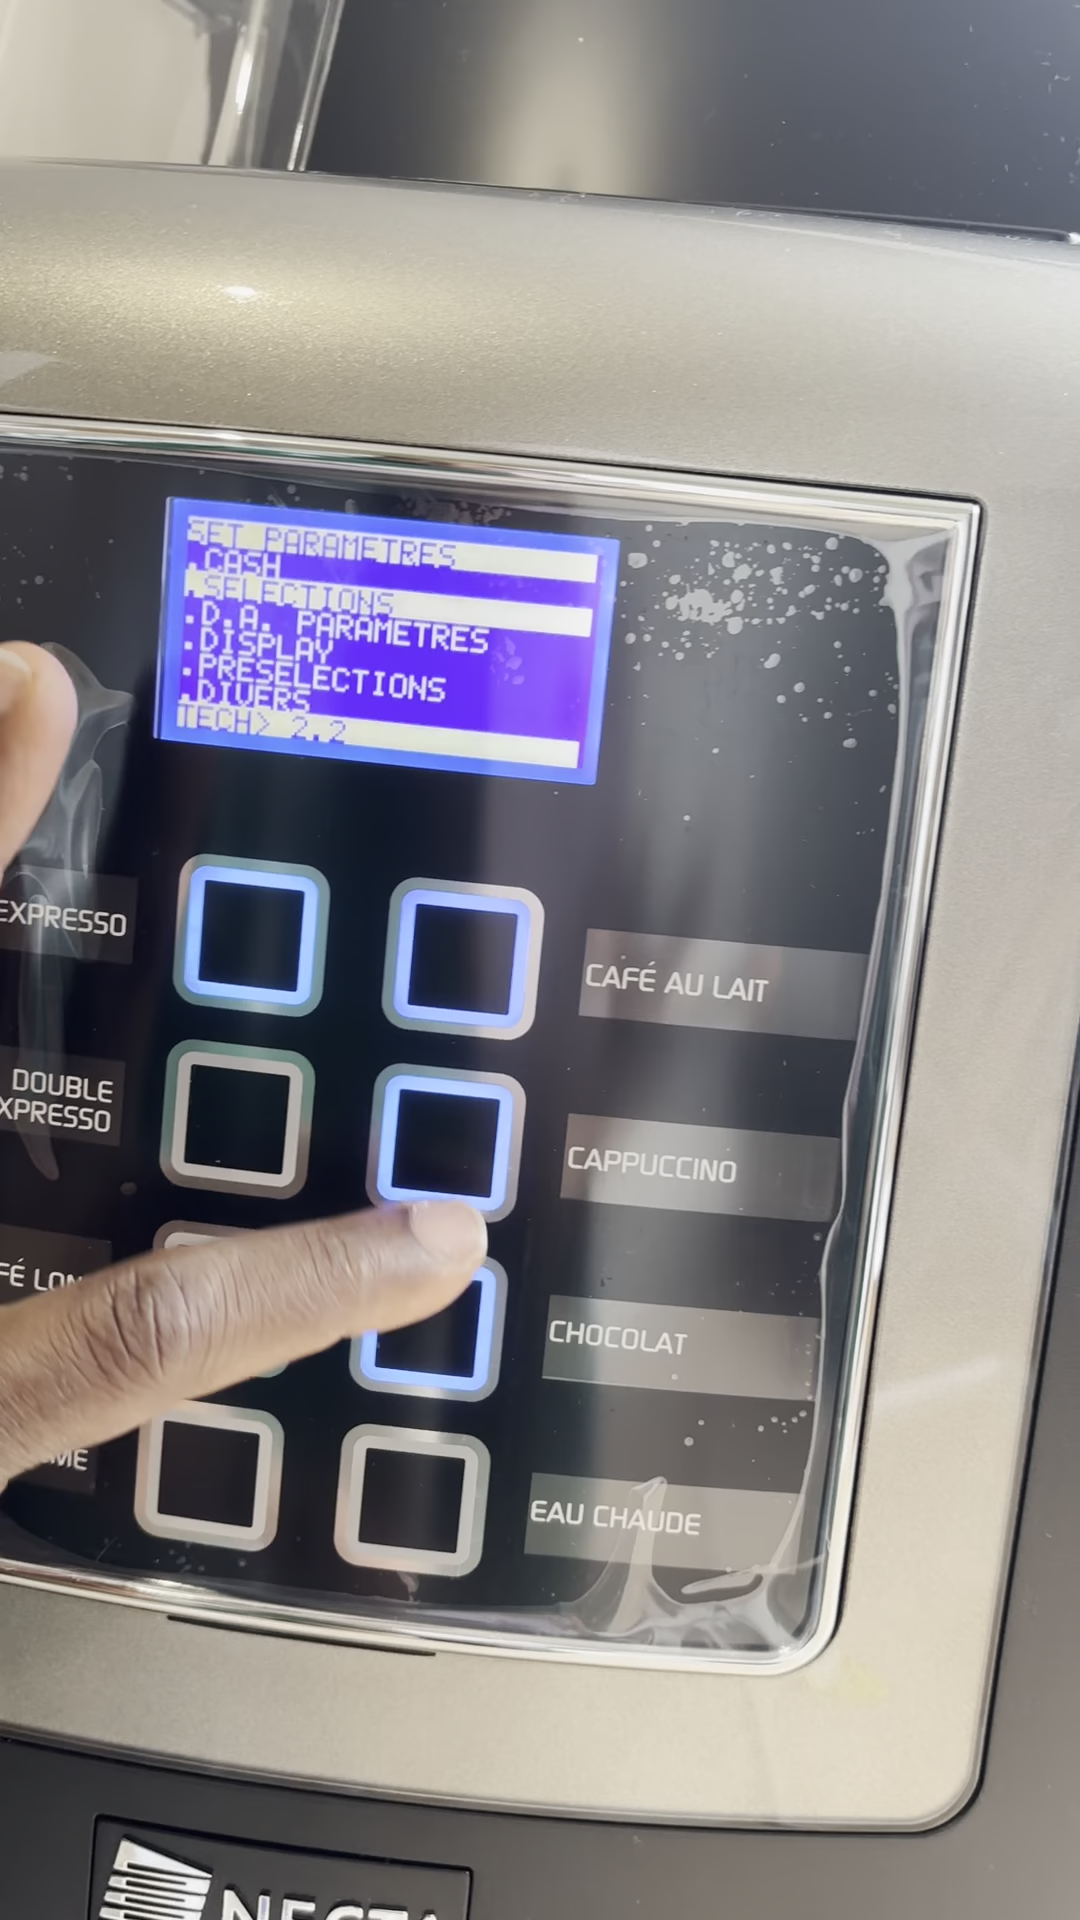 SET PARAMETRES
.CASH
.SELECTIONS
.D.A. PARAMETRES
.DISPLAY
.PRESELECTIONS
.DIVERS
TECH> 2.2
EXPRESSO
CAFÉ AU LAIT
DOUBLE
XPRESSO
CAPPUCCINO
FÉ LON
CHOCOLAT
EAU CHAUDE
NECTA